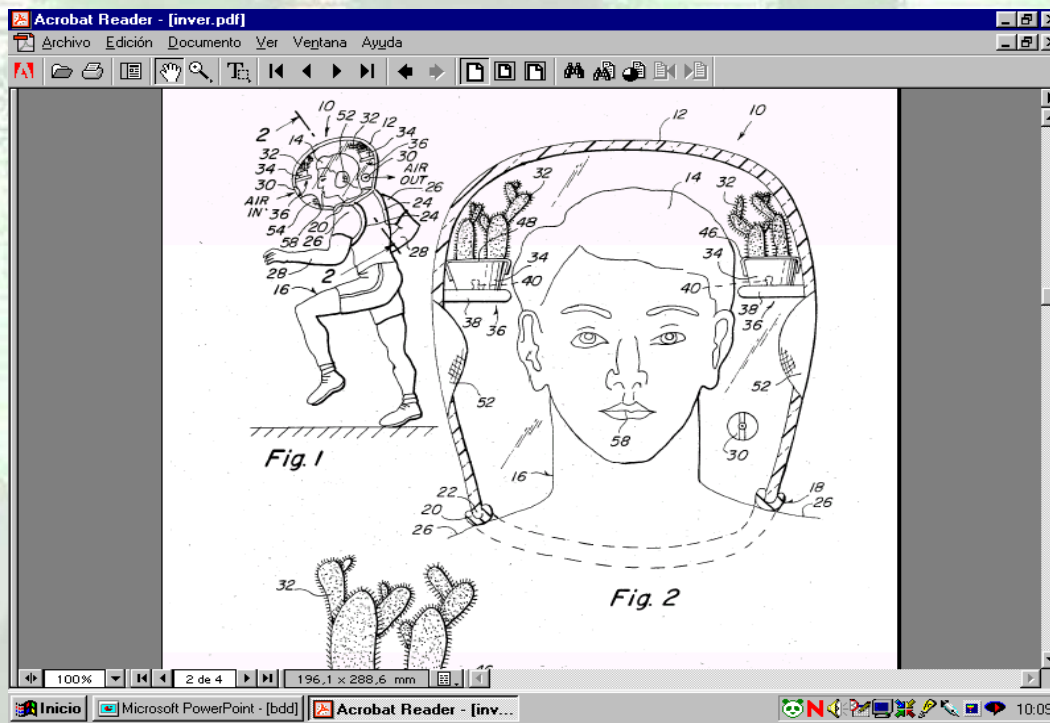 Acrobat Reader - [inver.pdf]
Archivo Edición Documento Ver Ventana Ayuda
10
2 52 32 12
14 34
32 36
34 30
30 AIR OUT
AIR IN
36 26
54 24
20 24
58 26
28 28
2
16
Fig. 1
12 10
32 14 32
48 46
34 34
40 40
38 36 38 36
52 52
58 30
16
22 18
20 26
26
Fig. 2
32
46
100% 2 de 4 196,1 x 288,6 mm
Inicio Microsoft PowerPoint - [bdd] Acrobat Reader - [inv... N 10:09